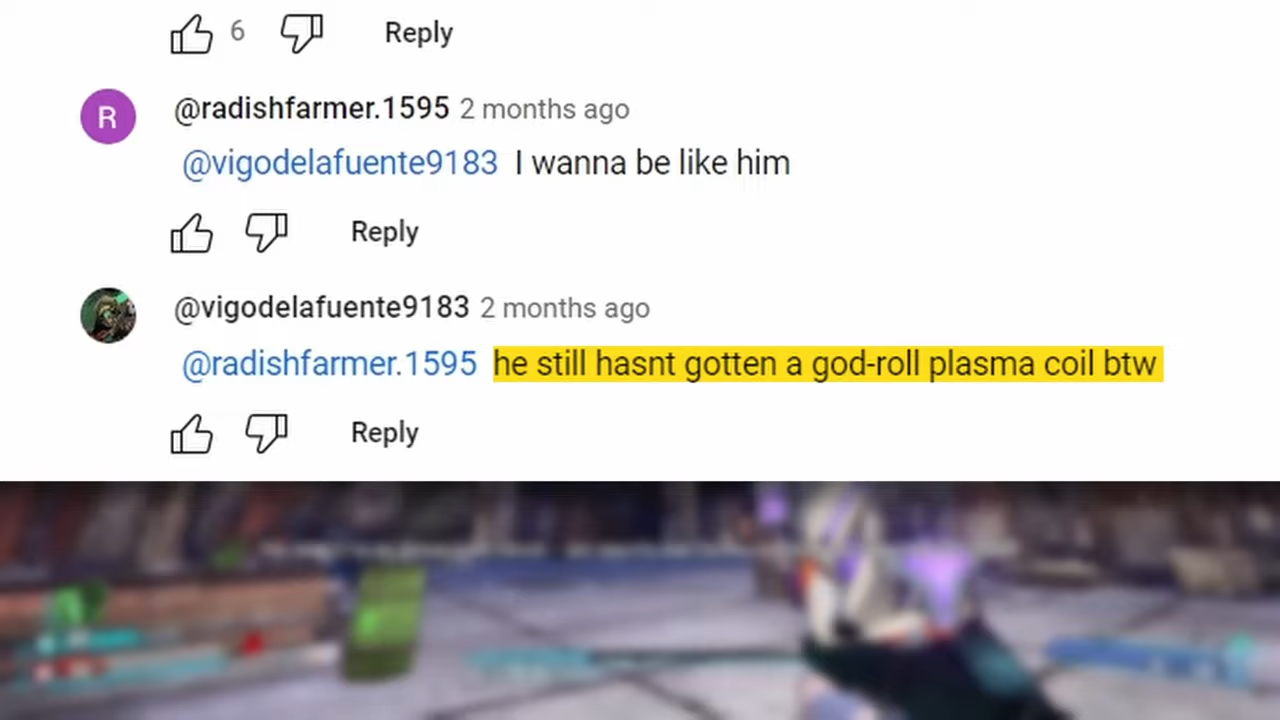 6 Reply
R
@radishfarmer.1595 2 months ago
@vigodelafuente9183 I wanna be like him
Reply
@vigodelafuente9183 2 months ago
@radishfarmer.1595 he still hasnt gotten a god-roll plasma coil btw
Reply